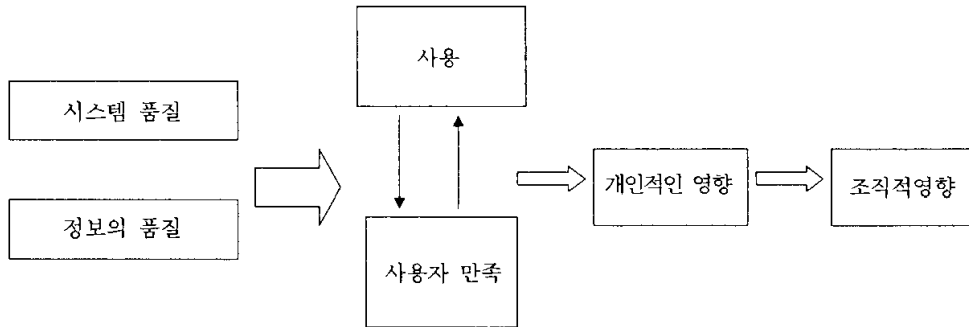 사용
시스템 품질
정보의 품질
사용자 만족
개인적인 영향
조직적영향